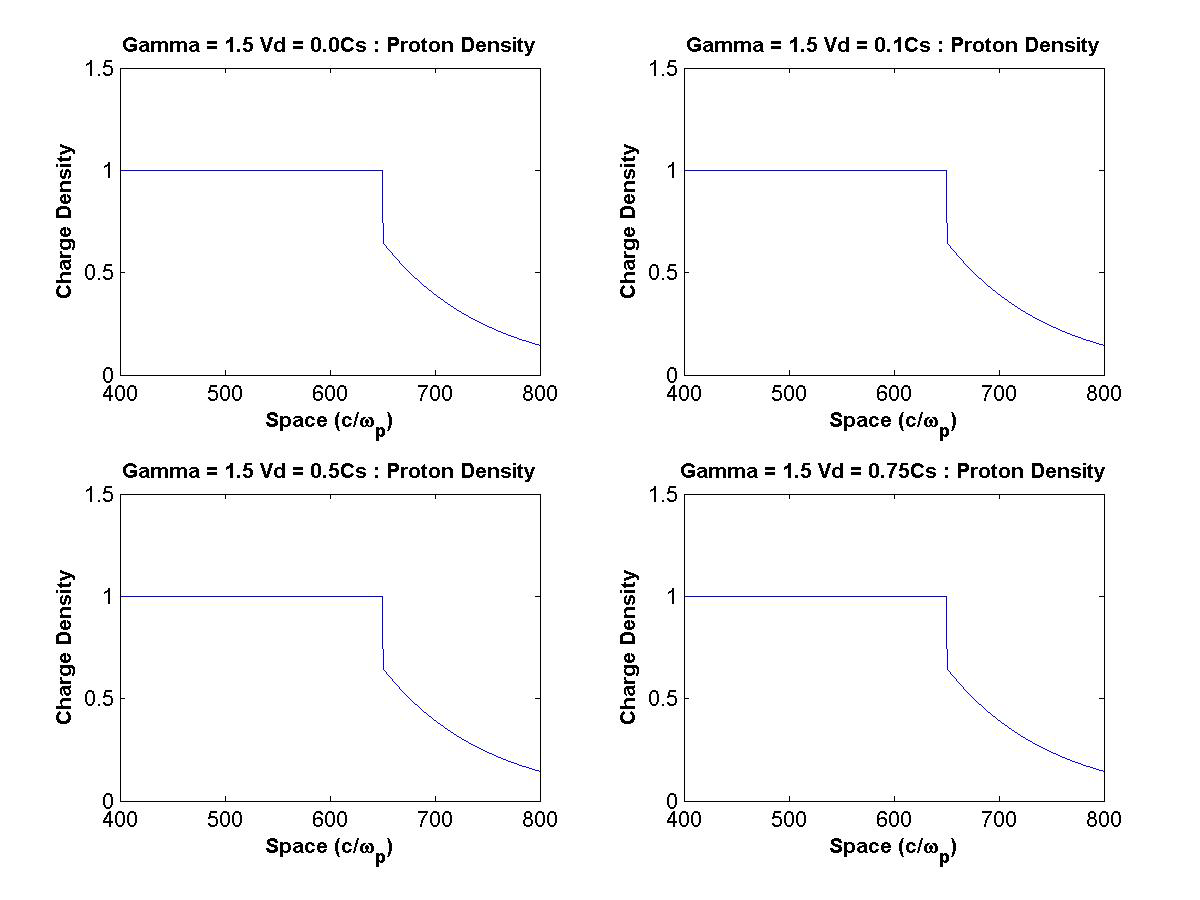 Gamma = 1.5 Vd = 0.0Cs : Proton Density
1.5
1
0.5
0
Charge Density
400 500 600 700 800
Space (c/ωp)
Gamma = 1.5 Vd = 0.1Cs : Proton Density
1.5
1
0.5
0
Charge Density
400 500 600 700 800
Space (c/ωp)
Gamma = 1.5 Vd = 0.5Cs : Proton Density
1.5
1
0.5
0
Charge Density
400 500 600 700 800
Space (c/ωp)
Gamma = 1.5 Vd = 0.75Cs : Proton Density
1.5
1
0.5
0
Charge Density
400 500 600 700 800
Space (c/ωp)